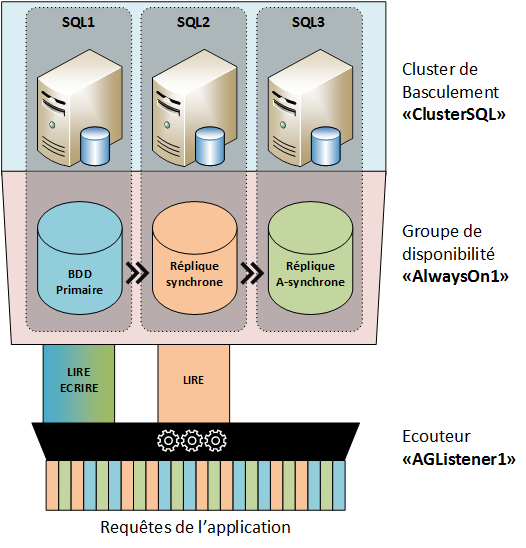 SQL1
SQL2
SQL3
Cluster de
Basculement
«ClusterSQL»
BDD
Primaire
Réplique
synchrone
Réplique
A-synchrone
Groupe de
disponibilité
«AlwaysOn1»
LIRE
ECRIRE
LIRE
Ecouteur
«AGListener1»
Requêtes de l'application